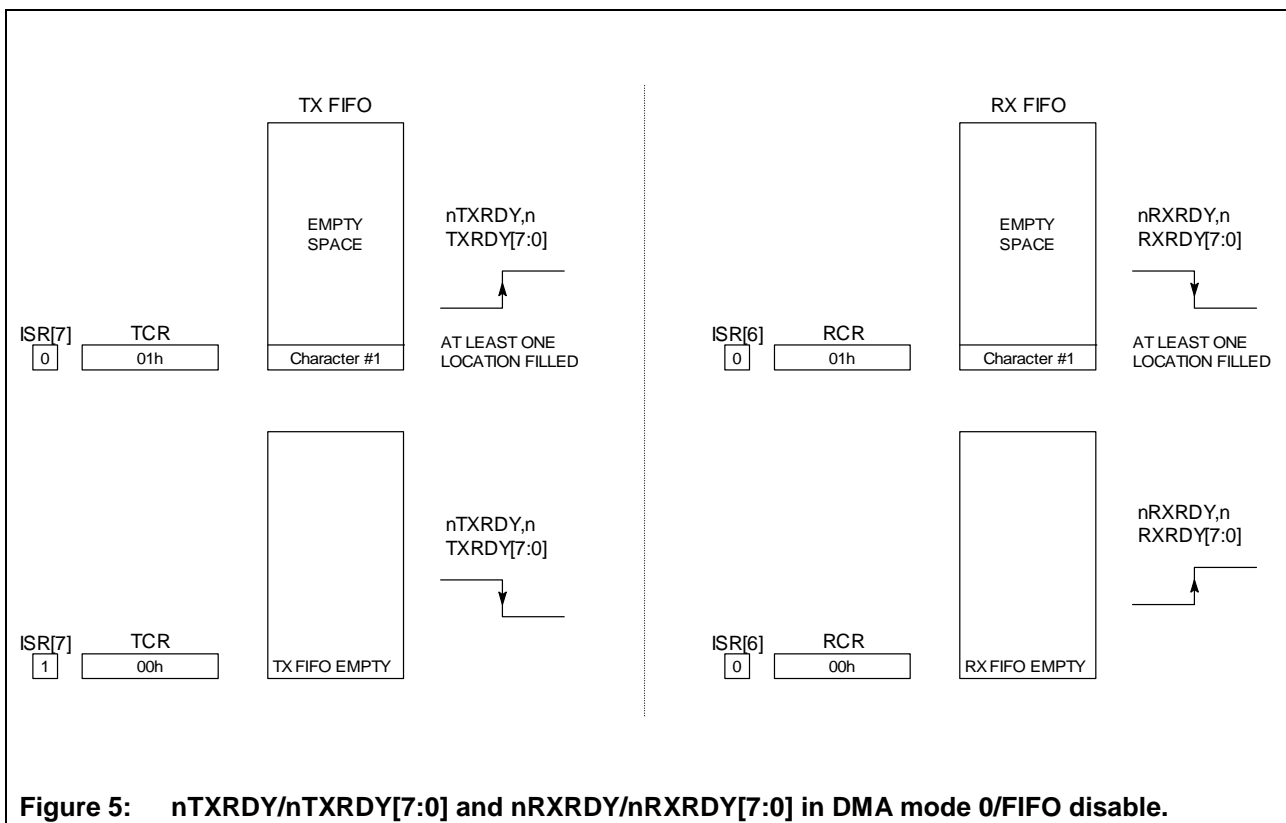 TX FIFO
EMPTY
SPACE
nTXRDY,n
TXRDY[7:0]
ISR[7]
0
TCR
01h
Character #1
AT LEAST ONE
LOCATION FILLED
nTXRDY,n
TXRDY[7:0]
ISR[7]
1
TCR
00h
TX FIFO EMPTY
RX FIFO
EMPTY
SPACE
nRXRDY,n
RXRDY[7:0]
ISR[6]
0
RCR
01h
Character #1
AT LEAST ONE
LOCATION FILLED
nRXRDY,n
RXRDY[7:0]
ISR[6]
0
RCR
00h
RX FIFO EMPTY
Figure 5: nTXRDY/nTXRDY[7:0] and nRXRDY/nRXRDY[7:0] in DMA mode 0/FIFO disable.